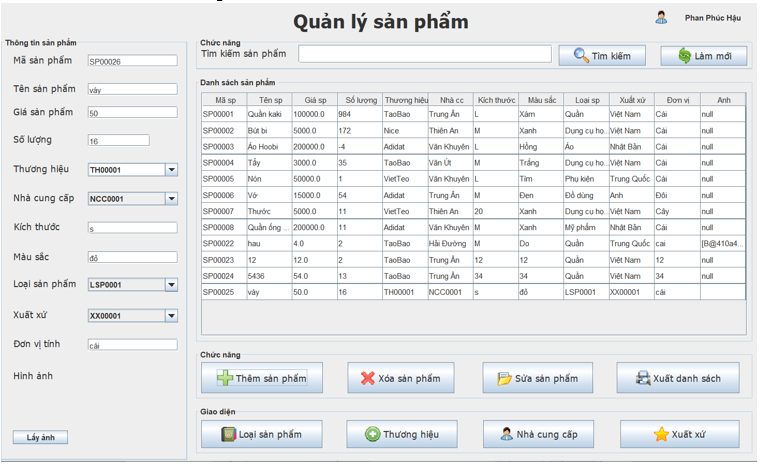 Quản lý sản phẩm
Phan Phúc Hậu
Thông tin sản phẩm
Mã sản phẩm SP00026
Tên sản phẩm váy
Giá sản phẩm 50
Số lượng 16
Thương hiệu TH00001
Nhà cung cấp NCC0001
Kích thước s
Màu sắc đỏ
Loại sản phẩm LSP0001
Xuất xứ XX00001
Đơn vị tính cái
Hình ảnh
Lấy ảnh
Chức năng
Tìm kiếm sản phẩm Tìm kiếm Làm mới
Danh sách sản phẩm
Mã sp Tên sp Giá sp Số lượng Thương hiệu Nhà cc Kích thước Màu sắc Loại sp Xuất xứ Đơn vị Anh
SP00001 Quần kaki 100000.0 984 TaoBao Trung Ẩn L Xám Quần Việt Nam Cái null
SP00002 Bút bi 5000.0 172 Nice Thiên An M Xanh Dụng cụ ho... Việt Nam Cái null
SP00003 Áo Hoobi 200000.0 -4 Adidat Văn Khuyên L Hồng Áo Nhật Bản Cái null
SP00004 Tẩy 3000.0 35 TaoBao Văn Út M Trắng Dụng cụ ho... Việt Nam Cái null
SP00005 Nón 50000.0 1 VietTeo Văn Khuyên L Tím Phụ kiện Trung Quốc Cái null
SP00006 Vớ 15000.0 54 Adidat Trung Ẩn M Đen Đồ dùng Anh Đôi null
SP00007 Thước 5000.0 11 VietTeo Thiên An 20 Xanh Dụng cụ ho... Việt Nam Cây null
SP00008 Quần ống ... 200000.0 11 Adidat Văn Khuyên M Xanh Mỹ phẩm Nhật Bản Cái null
SP00022 hau 4.0 2 TaoBao Hải Đường M Do Quần Trung Quốc cai [B@410a4...
SP00023 12 12.0 2 TaoBao Trung Ẩn 12 12 Quần Việt Nam 12 null
SP00024 5436 54.0 13 TaoBao Trung Ẩn 34 34 Quần Việt Nam 34 null
SP00025 váy 50.0 16 TH00001 NCC0001 s đỏ LSP0001 XX00001 cái
Chức năng
Thêm sản phẩm Xóa sản phẩm Sửa sản phẩm Xuất danh sách
Giao diện
Loại sản phẩm Thương hiệu Nhà cung cấp Xuất xứ